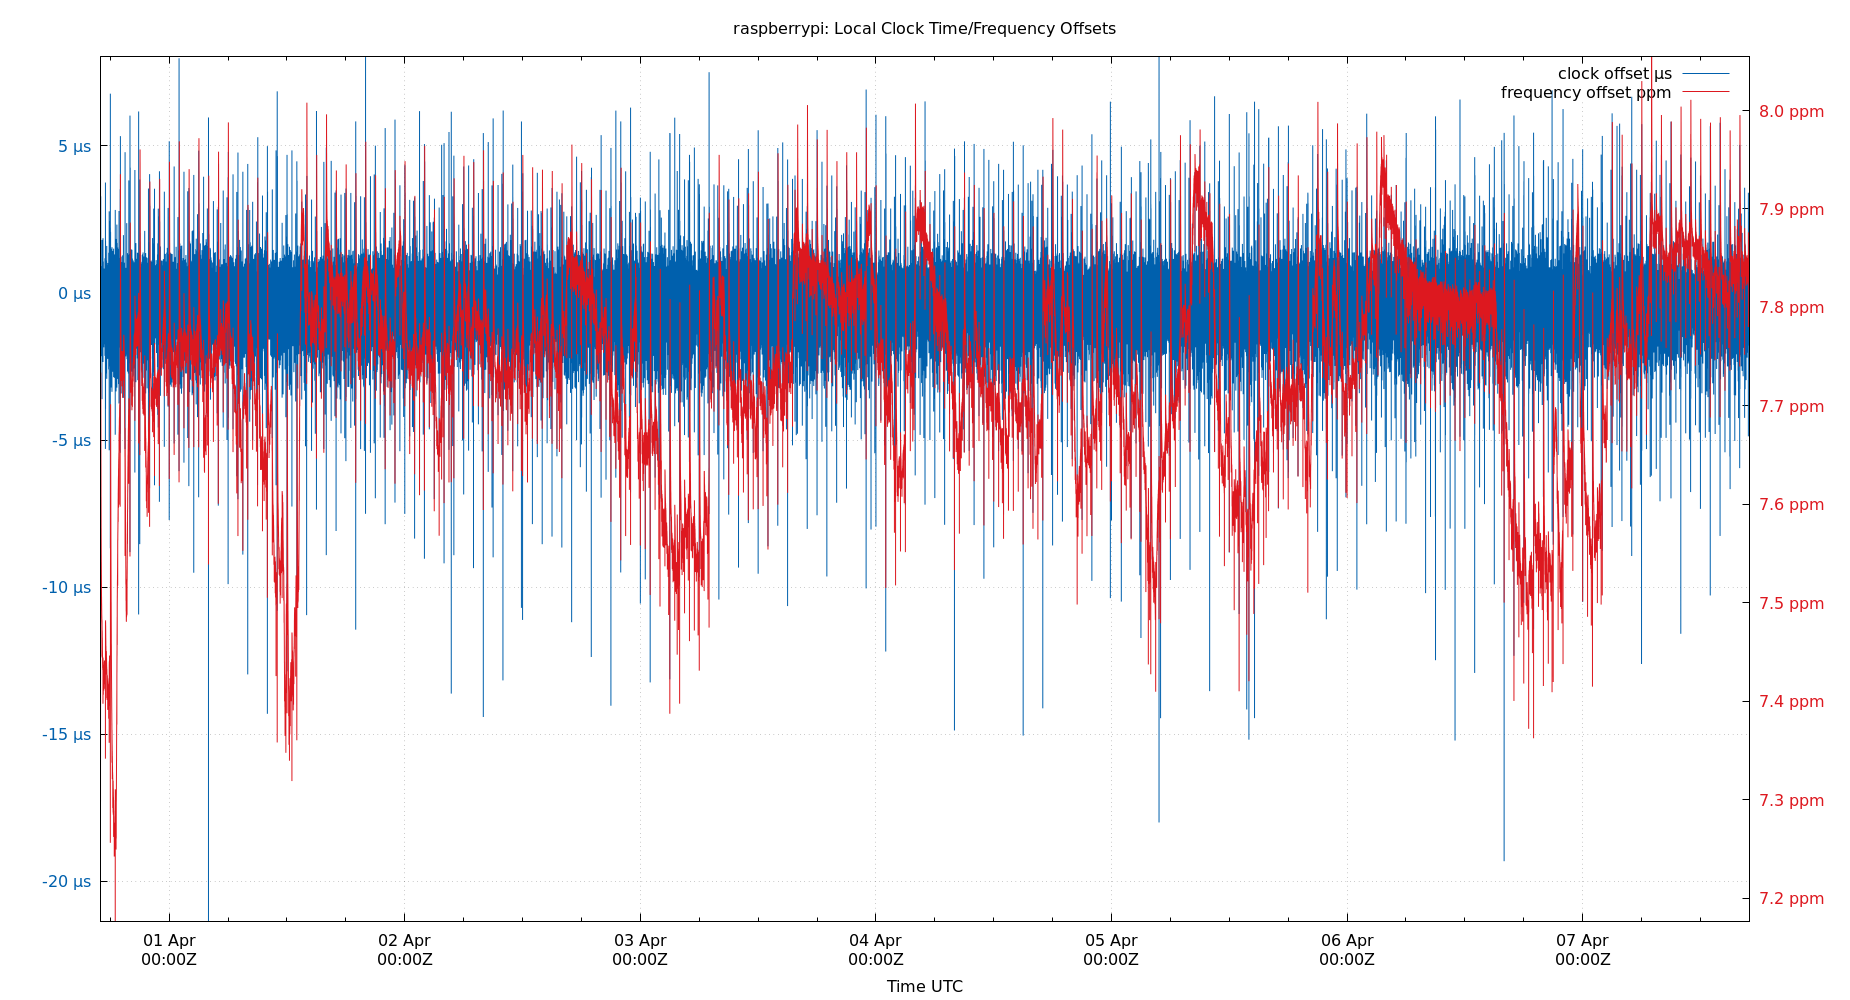 raspberrypi: Local Clock Time/Frequency Offsets
clock offset µs
frequency offset ppm
5 µs
0 µs
-5 µs
-10 µs
-15 µs
-20 µs
8.0 ppm
7.9 ppm
7.8 ppm
7.7 ppm
7.6 ppm
7.5 ppm
7.4 ppm
7.3 ppm
7.2 ppm
01 Apr
00:00Z
02 Apr
00:00Z
03 Apr
00:00Z
04 Apr
00:00Z
05 Apr
00:00Z
06 Apr
00:00Z
07 Apr
00:00Z
Time UTC